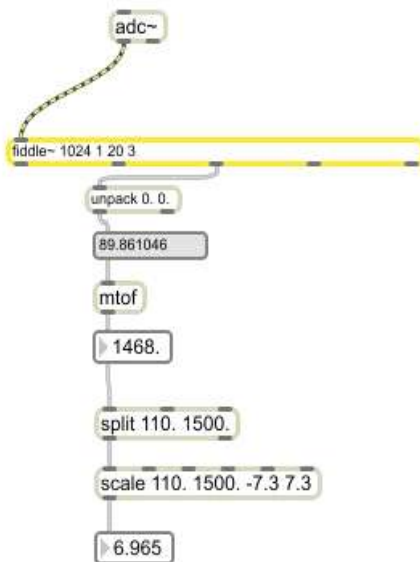 adc~
fiddle~ 1024 1 20 3
unpack 0. 0.
89.861046
mtof
1468.
split 110. 1500.
scale 110. 1500. -7.3 7.3
6.965